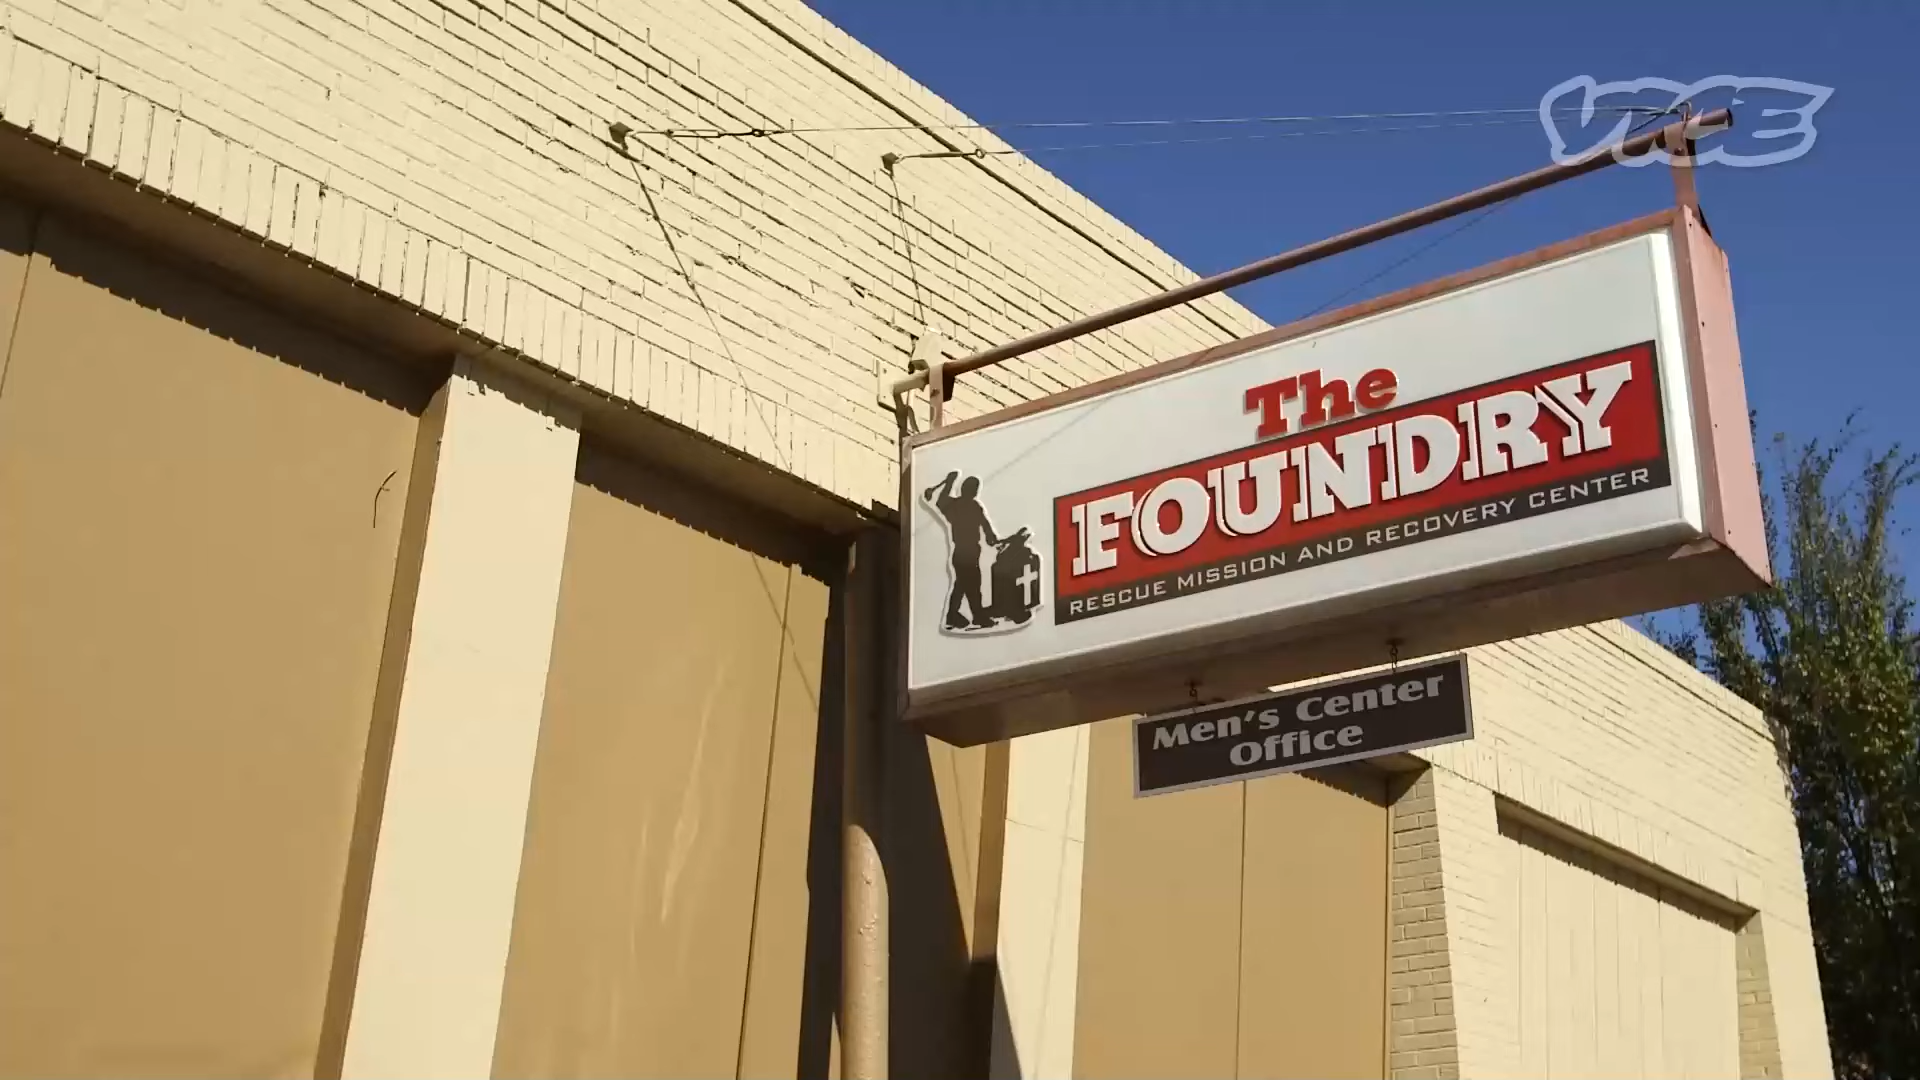 VICE
The
FOUNDRY
RESCUE MISSION AND RECOVERY CENTER
Men's Center
Office